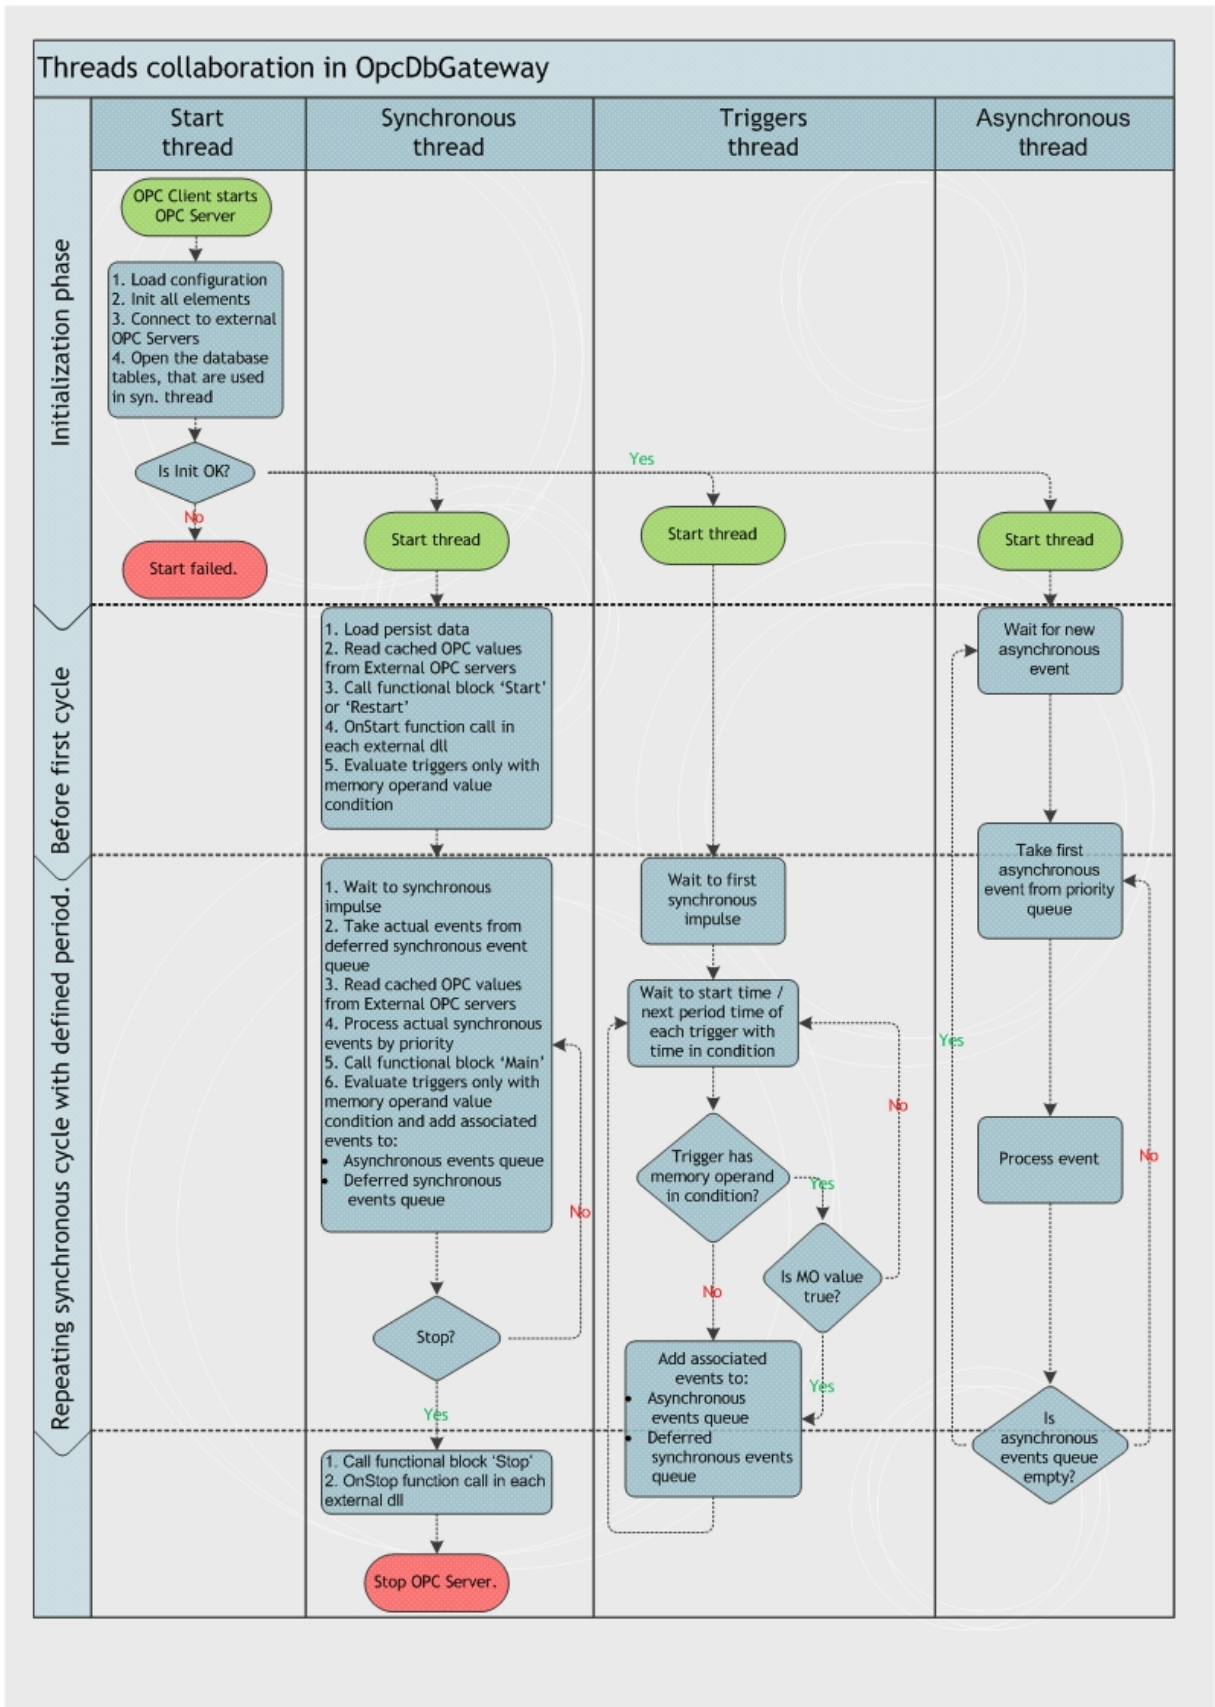 Threads collaboration in OpcDbGateway
Start
thread
Synchronous
thread
Triggers
thread
Asynchronous
thread
Initialization phase
OPC Client starts
OPC Server
1. Load configuration
2. Init all elements
3. Connect to external
OPC Servers
4. Open the database
tables, that are used
in syn. thread
Is Init OK?
Yes
No
Start failed.
Start thread
Start thread
Start thread
Before first cycle
1. Load persist data
2. Read cached OPC values
from External OPC servers
3. Call functional block ‘Start’
or ‘Restart’
4. OnStart function call in
each external dll
5. Evaluate triggers only with
memory operand value
condition
Wait for new
asynchronous
event
Take first
asynchronous
event from priority
queue
Repeating synchronous cycle with defined period.
1. Wait to synchronous
impulse
2. Take actual events from
deferred synchronous event
queue
3. Read cached OPC values
from External OPC servers
4. Process actual synchronous
events by priority
5. Call functional block ‘Main’
6. Evaluate triggers only with
memory operand value
condition and add associated
events to:
• Asynchronous events queue
• Deferred synchronous
events queue
No
Stop?
Yes
1. Call functional block ‘Stop’
2. OnStop function call in each
external dll
Stop OPC Server.
Wait to first
synchronous
impulse
Wait to start time /
next period time of
each trigger with
time in condition
No
Trigger has
memory operand
in condition?
Yes
Is MO value
true?
No
Yes
Add associated
events to:
• Asynchronous
events queue
• Deferred
synchronous events
queue
Yes
Process event
No
Is
asynchronous
events queue
empty?